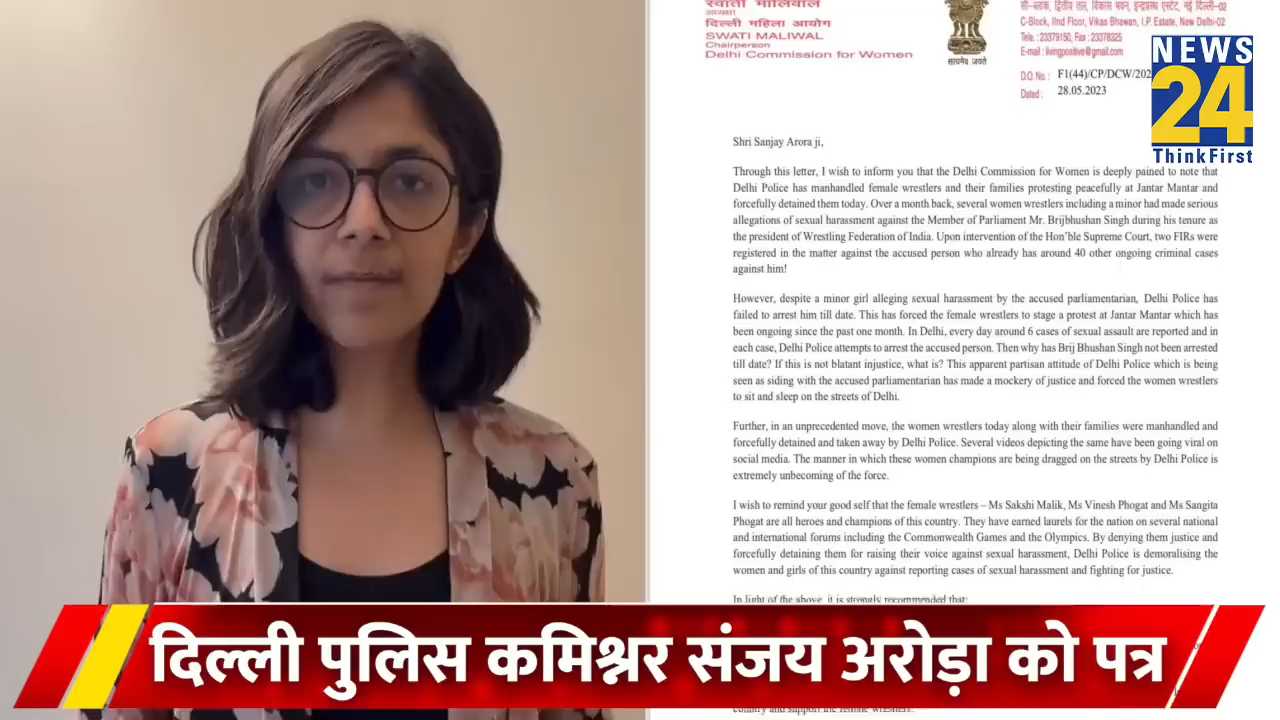 स्वाती मालीवाल
अध्यक्षा
दिल्ली महिला आयोग
SWATI MALIWAL
Chairperson
Delhi Commission for Women
सत्यमेव जयते
सी-ब्लाक, द्वितीय तल, विकास भवन, इन्द्रप्रस्थ एस्टेट, नई दिल्ली-02
C-Block, IInd Floor, Vikas Bhawan, I.P. Estate, New Delhi-02
Tele. : 23379150, Fax : 23378325
E-mail : livingpositive@gmail.com
D.O. No. : F1(44)/CP/DCW/202
Dated : 28.05.2023
NEWS
24
ThinkFirst
Shri Sanjay Arora ji,
Through this letter, I wish to inform you that the Delhi Commission for Women is deeply pained to note that
Delhi Police has manhandled female wrestlers and their families protesting peacefully at Jantar Mantar and
forcefully detained them today. Over a month back, several women wrestlers including a minor had made serious
allegations of sexual harassment against the Member of Parliament Mr. Brijbhushan Singh during his tenure as
the president of Wrestling Federation of India. Upon intervention of the Hon'ble Supreme Court, two FIRs were
registered in the matter against the accused person who already has around 40 other ongoing criminal cases
against him!
However, despite a minor girl alleging sexual harassment by the accused parliamentarian, Delhi Police has
failed to arrest him till date. This has forced the female wrestlers to stage a protest at Jantar Mantar which has
been ongoing since the past one month. In Delhi, every day around 6 cases of sexual assault are reported and in
each case, Delhi Police attempts to arrest the accused person. Then why has Brij Bhushan Singh not been arrested
till date? If this is not blatant injustice, what is? This apparent partisan attitude of Delhi Police which is being
seen as siding with the accused parliamentarian has made a mockery of justice and forced the women wrestlers
to sit and sleep on the streets of Delhi.
Further, in an unprecedented move, the women wrestlers today along with their families were manhandled and
forcefully detained and taken away by Delhi Police. Several videos depicting the same have been going viral on
social media. The manner in which these women champions are being dragged on the streets by Delhi Police is
extremely unbecoming of the force.
I wish to remind your good self that the female wrestlers – Ms Sakshi Malik, Ms Vinesh Phogat and Ms Sangita
Phogat are all heroes and champions of this country. They have earned laurels for the nation on several national
and international forums including the Commonwealth Games and the Olympics. By denying them justice and
forcefully detaining them for raising their voice against sexual harassment, Delhi Police is demoralising the
women and girls of this country against reporting cases of sexual harassment and fighting for justice.
In light of the above, it is strongly recommended that:
दिल्ली पुलिस कमिश्नर संजय अरोड़ा को पत्र
country and support the female wrestlers.